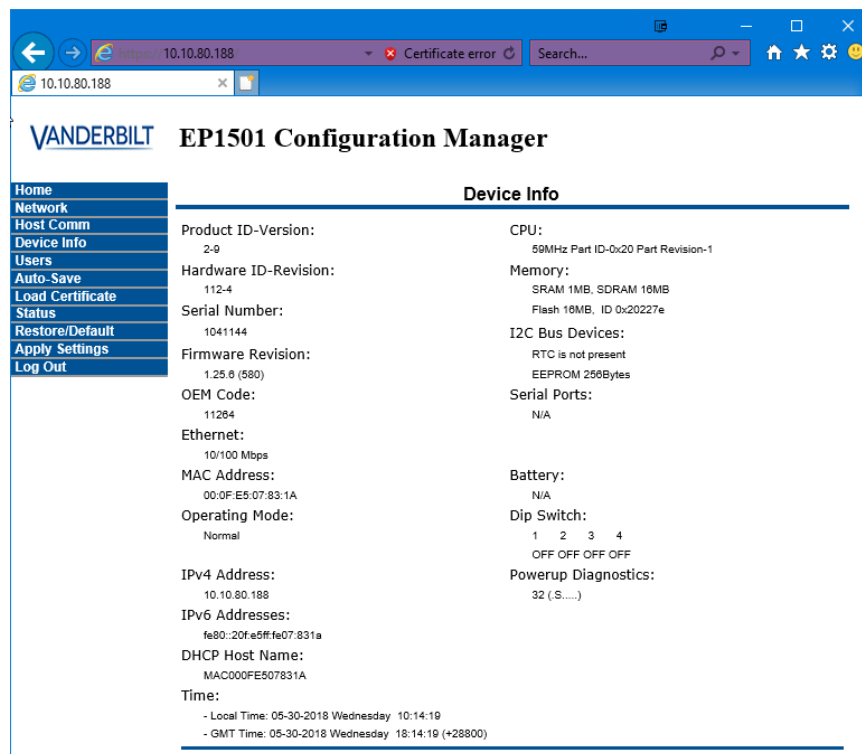 https://10.10.80.188
Certificate error
Search...
10.10.80.188
VANDERBILT
EP1501 Configuration Manager
Home
Network
Host Comm
Device Info
Users
Auto-Save
Load Certificate
Status
Restore/Default
Apply Settings
Log Out
Device Info
Product ID-Version:
2-9
Hardware ID-Revision:
112-4
Serial Number:
1041144
Firmware Revision:
1.25.6 (580)
OEM Code:
11264
Ethernet:
10/100 Mbps
MAC Address:
00:0F:E5:07:83:1A
Operating Mode:
Normal
IPv4 Address:
10.10.80.188
IPv6 Addresses:
fe80::20f:e5ff:fe07:831a
DHCP Host Name:
MAC000FE507831A
Time:
- Local Time: 05-30-2018 Wednesday 10:14:19
- GMT Time: 05-30-2018 Wednesday 18:14:19 (+28800)
CPU:
59MHz Part ID-0x20 Part Revision-1
Memory:
SRAM 1MB, SDRAM 16MB
Flash 16MB, ID 0x20227e
I2C Bus Devices:
RTC is not present
EEPROM 256Bytes
Serial Ports:
N/A
Battery:
N/A
Dip Switch:
1 2 3 4
OFF OFF OFF OFF
Powerup Diagnostics:
32 (.S.....)